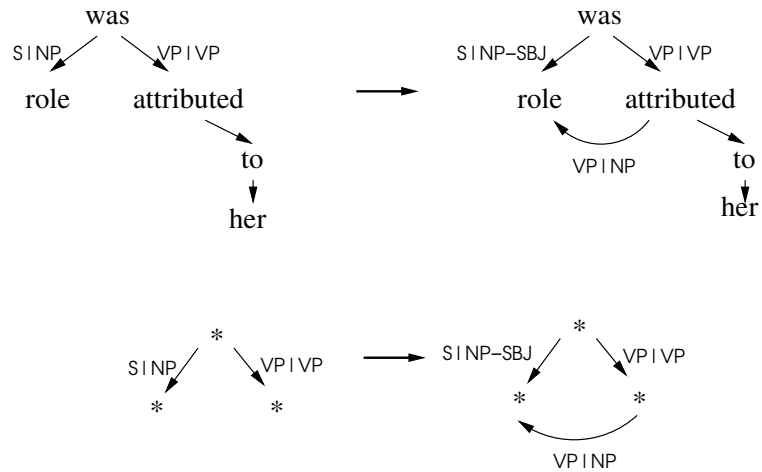 was was
S|NP VP|VP S|NP–SBJ VP|VP
role attributed role attributed
VP|NP
to to
her her
* *
S|NP VP|VP S|NP–SBJ VP|VP
* * * *
VP|NP